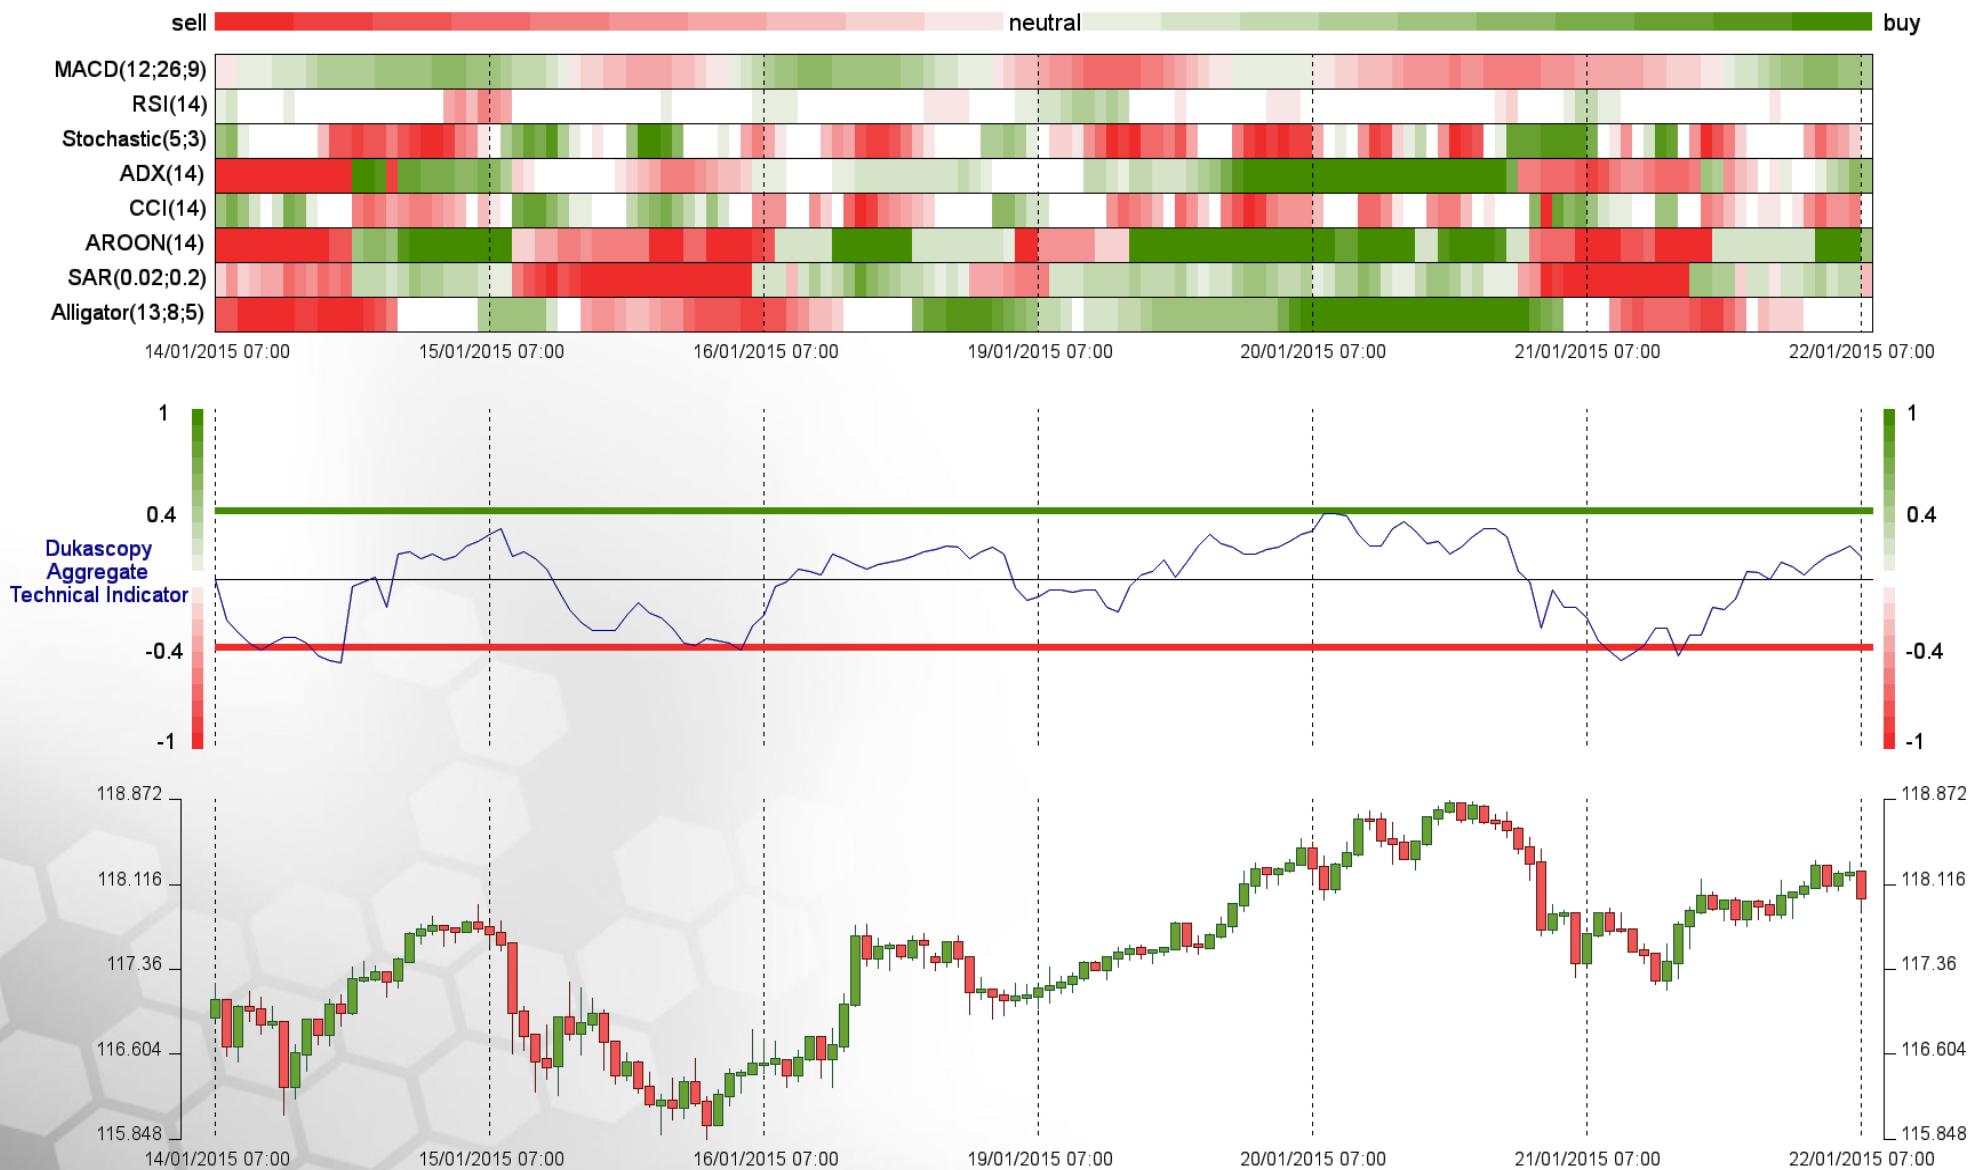 sell neutral buy
MACD(12;26;9)
RSI(14)
Stochastic(5;3)
ADX(14)
CCI(14)
AROON(14)
SAR(0.02;0.2)
Alligator(13;8;5)
14/01/2015 07:00 15/01/2015 07:00 16/01/2015 07:00 19/01/2015 07:00 20/01/2015 07:00 21/01/2015 07:00 22/01/2015 07:00
1 1
0.4 0.4
Dukascopy
Aggregate
Technical Indicator
-0.4 -0.4
-1 -1
118.872 118.872
118.116 118.116
117.36 117.36
116.604 116.604
115.848 115.848
14/01/2015 07:00 15/01/2015 07:00 16/01/2015 07:00 19/01/2015 07:00 20/01/2015 07:00 21/01/2015 07:00 22/01/2015 07:00